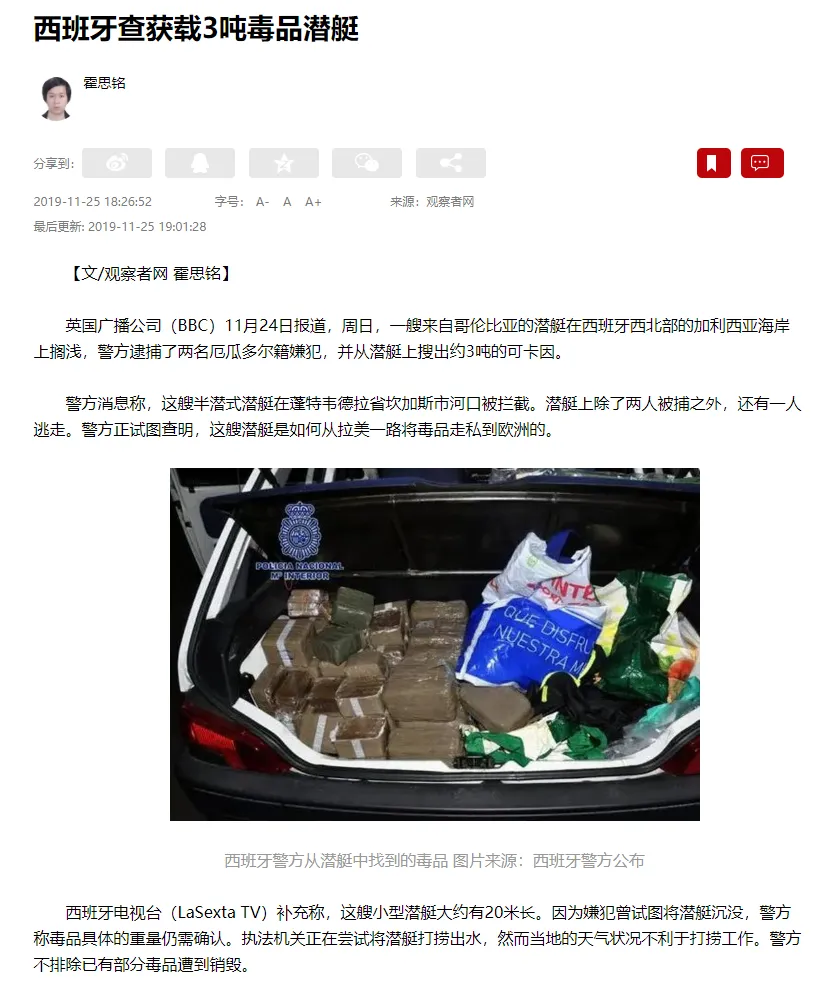 西班牙查获载3吨毒品潜艇
霍思铭
分享到:
2019-11-25 18:26:52 字号： A- A A+ 来源：观察者网
最后更新: 2019-11-25 19:01:28
【文/观察者网 霍思铭】
英国广播公司（BBC）11月24日报道，周日，一艘来自哥伦比亚的潜艇在西班牙西北部的加利西亚海岸
上搁浅，警方逮捕了两名厄瓜多尔籍嫌犯，并从潜艇上搜出约3吨的可卡因。
警方消息称，这艘半潜式潜艇在蓬特韦德拉省坎加斯市河口被拦截。潜艇上除了两人被捕之外，还有一人
逃走。警方正试图查明，这艘潜艇是如何从拉美一路将毒品走私到欧洲的。
POLICIA NACIONAL
Mº INTERIOR
QUE DISFRU
NUESTRA M
西班牙警方从潜艇中找到的毒品 图片来源：西班牙警方公布
西班牙电视台（LaSexta TV）补充称，这艘小型潜艇大约有20米长。因为嫌犯曾试图将潜艇沉没，警方
称毒品具体的重量仍需确认。执法机关正在尝试将潜艇打捞出水，然而当地的天气状况不利于打捞工作。警方
不排除已有部分毒品遭到销毁。